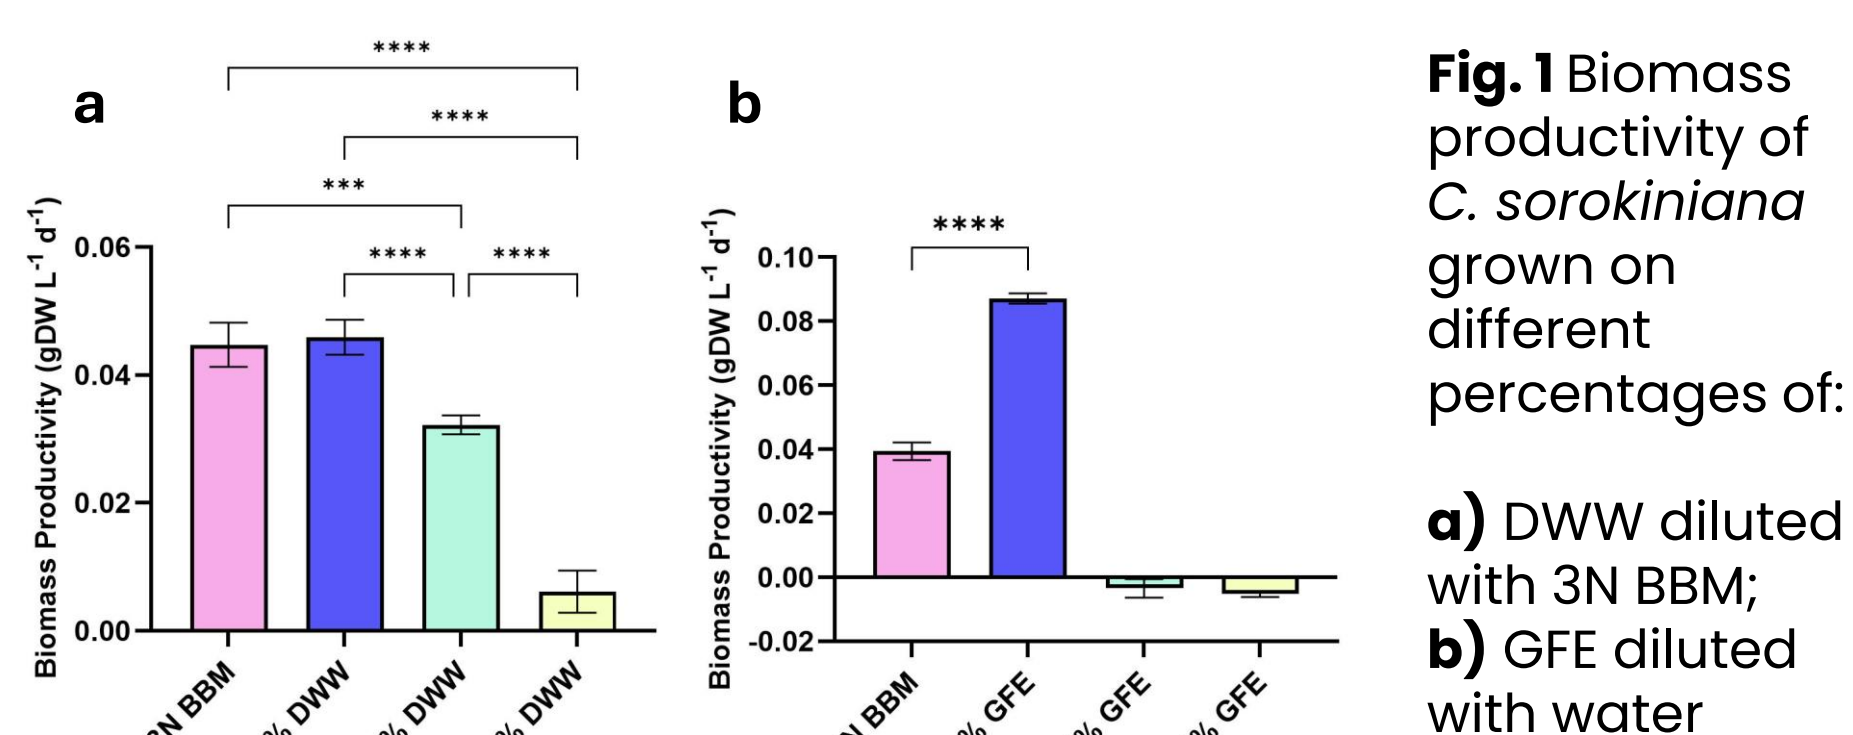 a
****
****
***
**** ****
Biomass Productivity (gDW L-1 d-1)
0.06
0.04
0.02
0.00
BBM
% DWW
% DWW
% DWW
b
****
Biomass Productivity (gDW L-1 d-1)
0.10
0.08
0.06
0.04
0.02
0.00
-0.02
BBM
% GFE
% GFE
% GFE
Fig. 1 Biomass
productivity of
C. sorokiniana
grown on
different
percentages of:
a) DWW diluted
with 3N BBM;
b) GFE diluted
with water